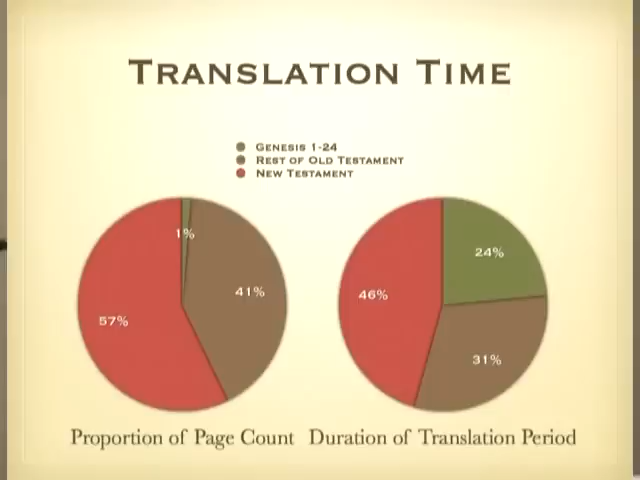 TRANSLATION TIME
GENESIS 1-24
REST OF OLD TESTAMENT
NEW TESTAMENT
1%
41%
57%
24%
46%
31%
Proportion of Page Count
Duration of Translation Period